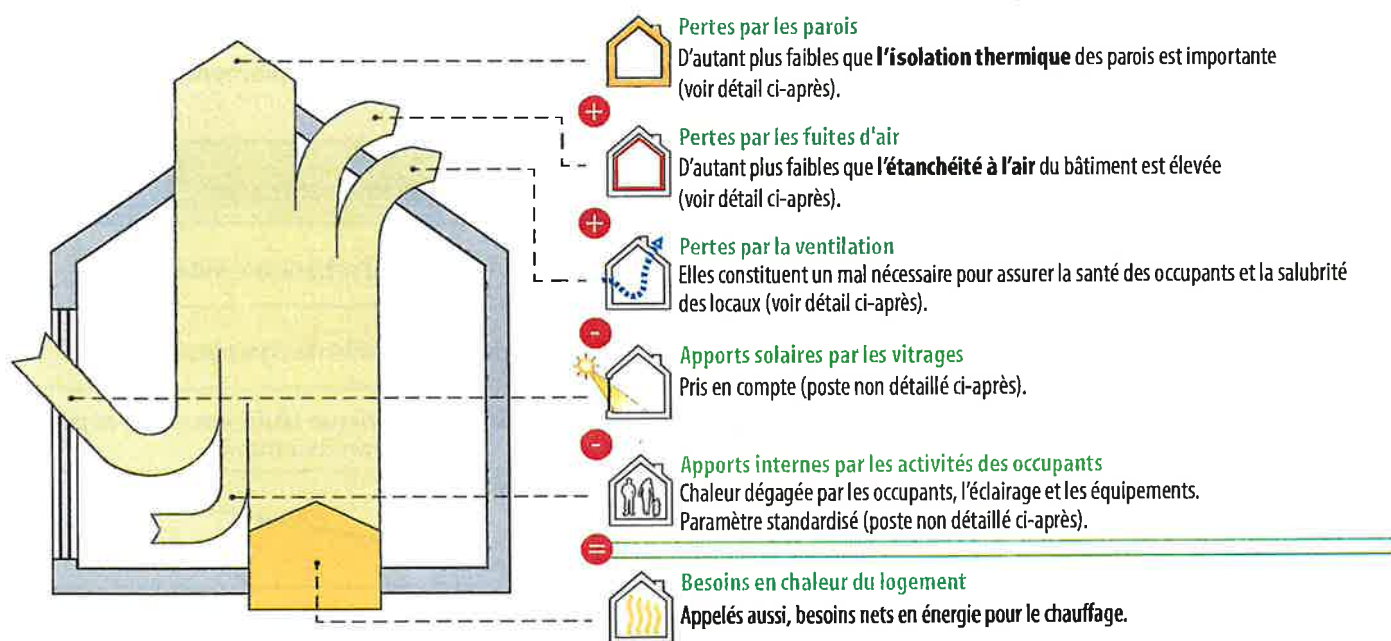 Pertes par les parois
D'autant plus faibles que l'isolation thermique des parois est importante
(voir détail ci-après).
+
Pertes par les fuites d'air
D'autant plus faibles que l'étanchéité à l'air du bâtiment est élevée
(voir détail ci-après).
+
Pertes par la ventilation
Elles constituent un mal nécessaire pour assurer la santé des occupants et la salubrité
des locaux (voir détail ci-après).
-
Apports solaires par les vitrages
Pris en compte (poste non détaillé ci-après).
-
Apports internes par les activités des occupants
Chaleur dégagée par les occupants, l'éclairage et les équipements.
Paramètre standardisé (poste non détaillé ci-après).
=
Besoins en chaleur du logement
Appelés aussi, besoins nets en énergie pour le chauffage.